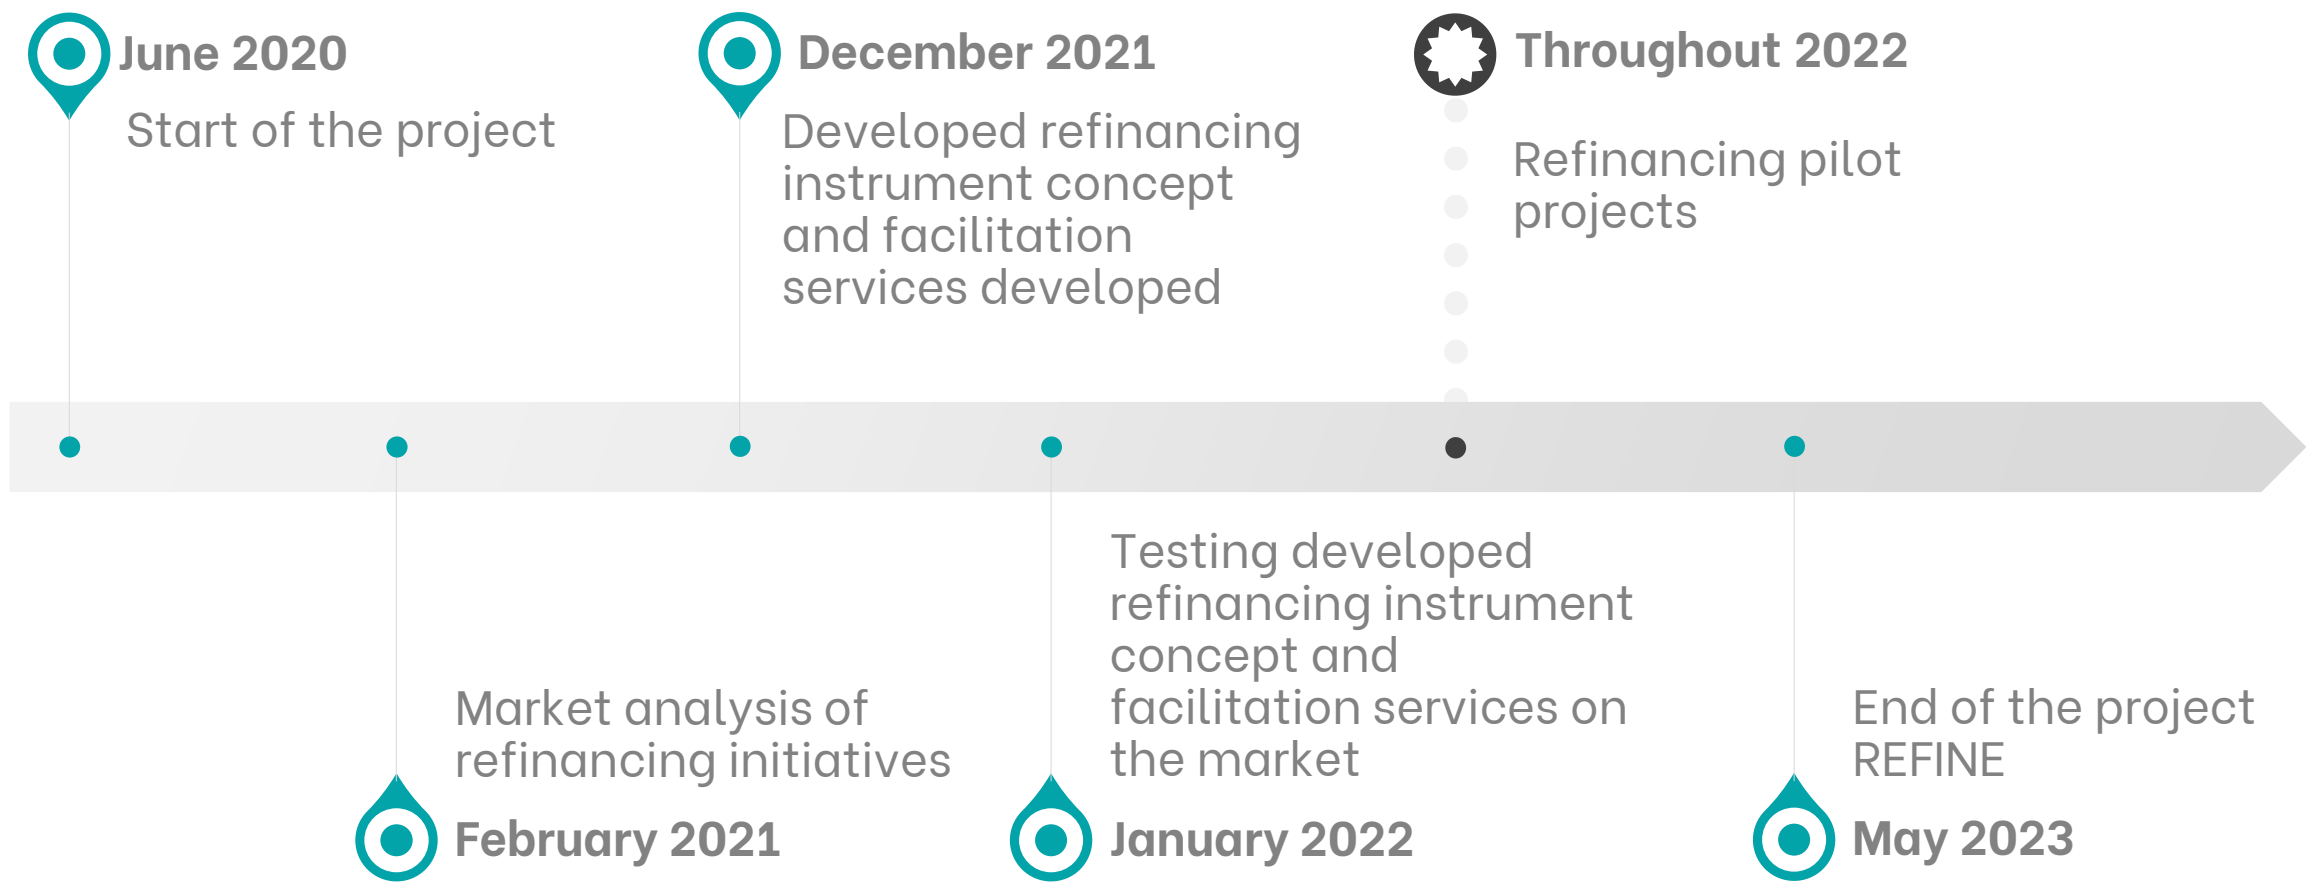 June 2020
Start of the project
December 2021
Developed refinancing
instrument concept
and facilitation
services developed
Throughout 2022
Refinancing pilot
projects
Market analysis of
refinancing initiatives
February 2021
Testing developed
refinancing instrument
concept and
facilitation services on
the market
January 2022
End of the project
REFINE
May 2023